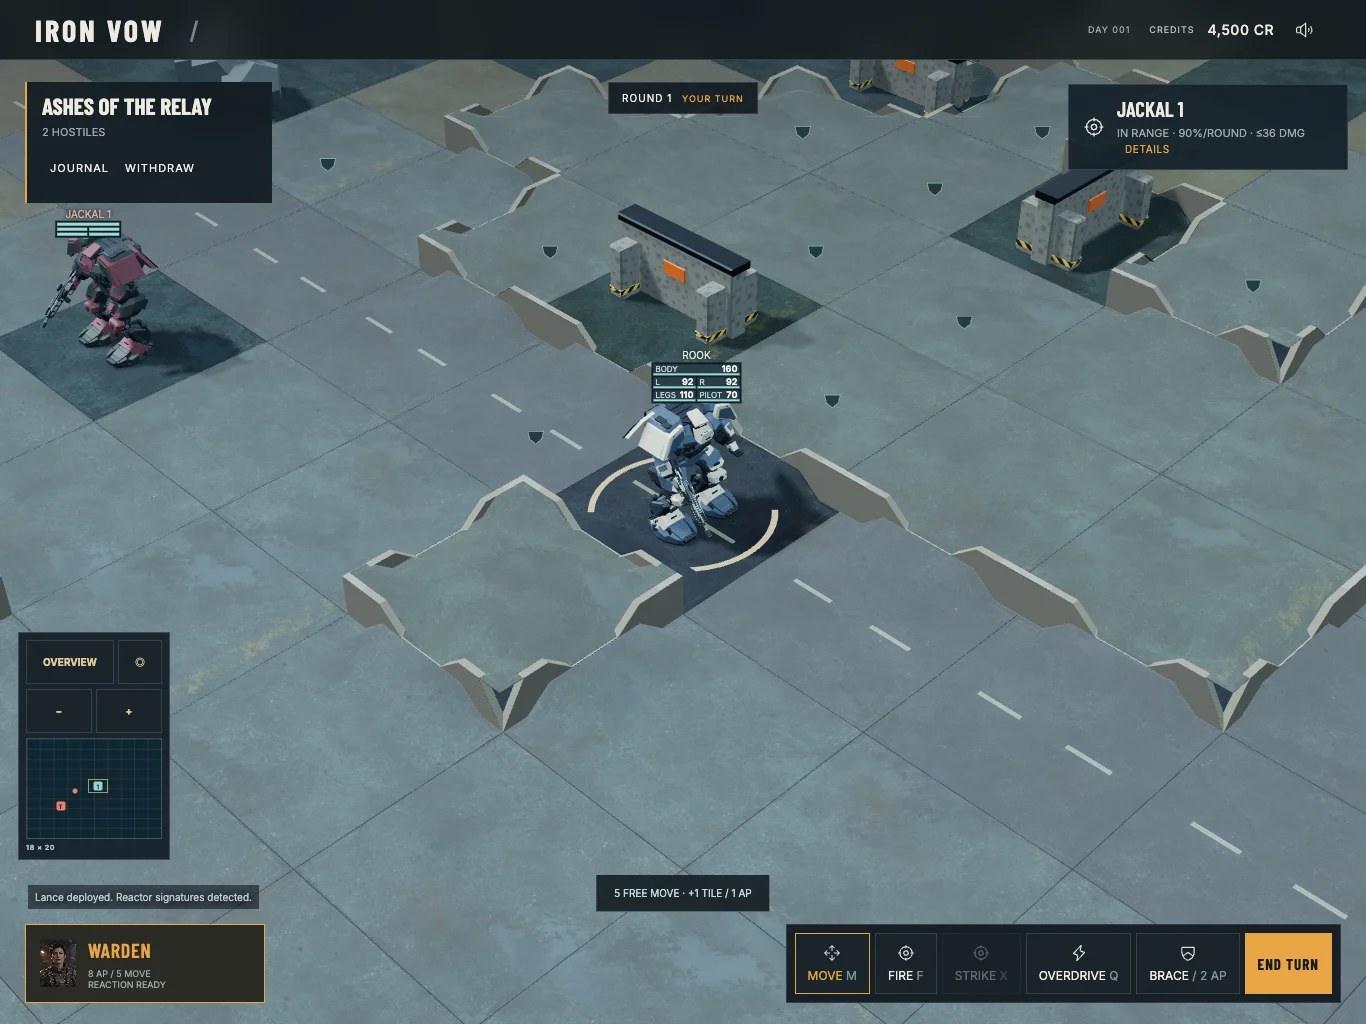 IRON VOW /
DAY 001 CREDITS 4,500 CR
ASHES OF THE RELAY
2 HOSTILES
JOURNAL WITHDRAW
ROUND 1 YOUR TURN
JACKAL 1
IN RANGE · 90%/ROUND · ≤36 DMG
DETAILS
JACKAL 1
ROOK
BODY 160
L 92 R 92
LEGS 110 PILOT 70
OVERVIEW
− +
1
18 × 20
Lance deployed. Reactor signatures detected.
WARDEN
8 AP / 5 MOVE
REACTION READY
5 FREE MOVE · +1 TILE / 1 AP
MOVE M
FIRE F
STRIKE X
OVERDRIVE Q
BRACE / 2 AP
END TURN